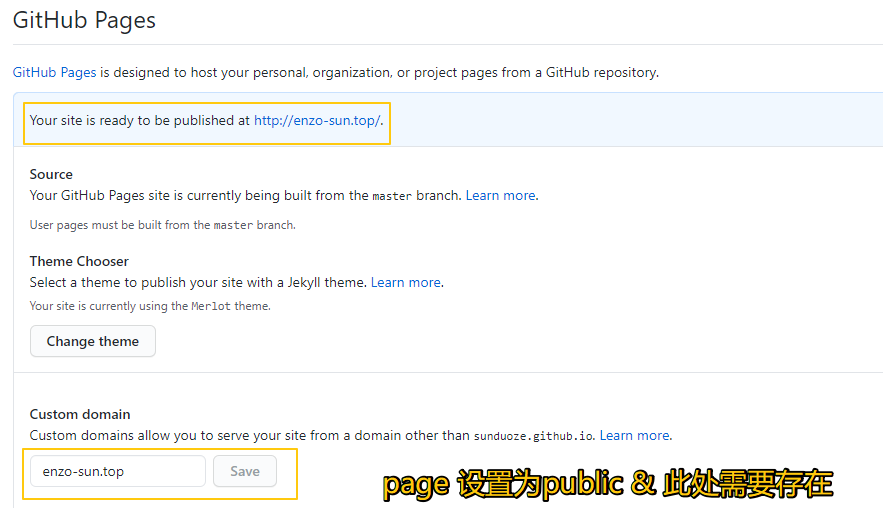 GitHub Pages
GitHub Pages is designed to host your personal, organization, or project pages from a GitHub repository.
Your site is ready to be published at http://enzo-sun.top/.
Source
Your GitHub Pages site is currently being built from the master branch. Learn more.
User pages must be built from the master branch.
Theme Chooser
Select a theme to publish your site with a Jekyll theme. Learn more.
Your site is currently using the Merlot theme.
Change theme
Custom domain
Custom domains allow you to serve your site from a domain other than sunduoze.github.io. Learn more.
enzo-sun.top Save
page 设置为public & 此处需要存在